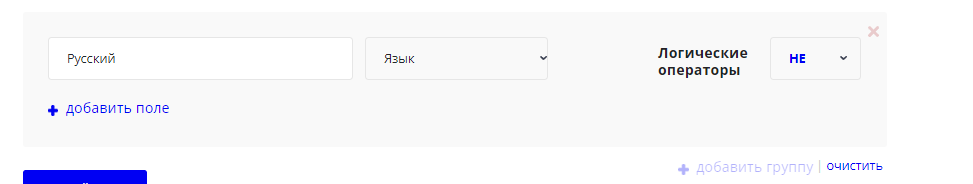 Русский
Язык
Логические
операторы
НЕ
добавить поле
добавить группу | очистить